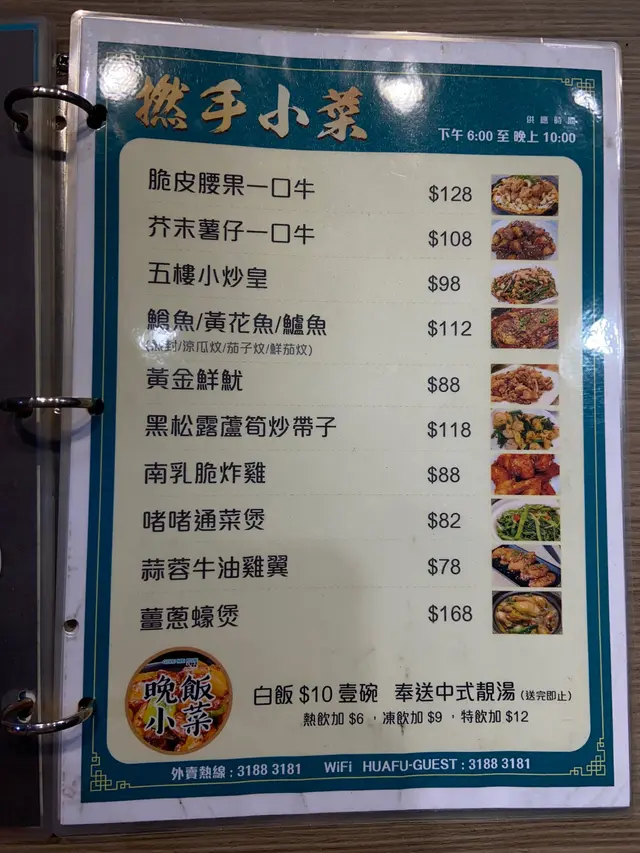 撚手小菜
供應時間
下午 6:00 至 晚上 10:00
脆皮腰果一口牛 $128
芥末薯仔一口牛 $108
五樓小炒皇 $98
鯧魚/黃花魚/鱸魚 $112
(煎封/涼瓜炆/茄子炆/鮮茄炆)
黃金鮮魷 $88
黑松露蘆筍炒帶子 $118
南乳脆炸雞 $88
啫啫通菜煲 $82
蒜蓉牛油雞翼 $78
薑蔥蠔煲 $168
晚飯
小菜
白飯 $10 壹碗 奉送中式靚湯 (送完即止)
熱飲加 $6 , 凍飲加 $9 , 特飲加 $12
外賣熱線 : 3188 3181 WiFi HUAFU-GUEST : 3188 3181